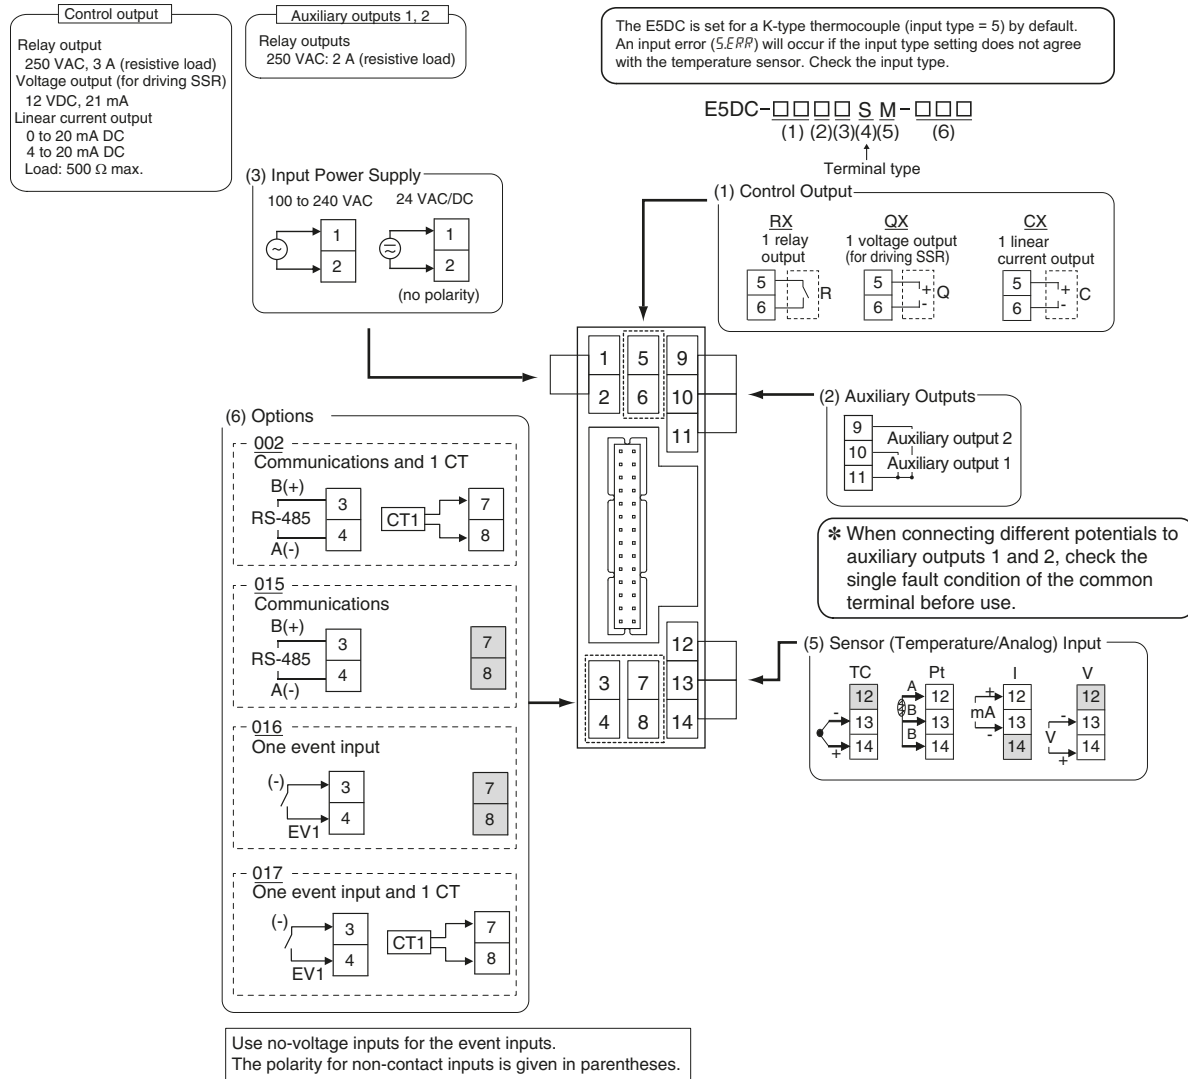 Control output
Relay output
250 VAC, 3 A (resistive load)
Voltage output (for driving SSR)
12 VDC, 21 mA
Linear current output
0 to 20 mA DC
4 to 20 mA DC
Load: 500 Ω max.
Auxiliary outputs 1, 2
Relay outputs
250 VAC: 2 A (resistive load)
The E5DC is set for a K-type thermocouple (input type = 5) by default.
An input error (S.ERR) will occur if the input type setting does not agree
with the temperature sensor. Check the input type.
E5DC-□□□□ S M-□□□
(1) (2)(3)(4)(5) (6)
Terminal type
(3) Input Power Supply
100 to 240 VAC 24 VAC/DC
1 1
2 2
(no polarity)
(1) Control Output
RX QX CX
1 relay
output
1 voltage output
(for driving SSR)
1 linear
current output
5 R 5 + Q 5 + C
6 6 - 6 -
1 5 9
2 6 10
11
12
3 7 13
4 8 14
(2) Auxiliary Outputs
9
10
11
Auxiliary output 2
Auxiliary output 1
✻ When connecting different potentials to
auxiliary outputs 1 and 2, check the
single fault condition of the common
terminal before use.
(5) Sensor (Temperature/Analog) Input
TC Pt I V
12 A 12 + 12 12
- 13 B 13 mA 13 - 13
+ 14 B 14 - 14 V + 14
(6) Options
002
Communications and 1 CT
B(+)
RS-485
A(-)
3
4
CT1
7
8
015
Communications
B(+)
RS-485
A(-)
3
4
7
8
016
One event input
(-)
EV1
3
4
7
8
017
One event input and 1 CT
(-)
EV1
3
4
CT1
7
8
Use no-voltage inputs for the event inputs.
The polarity for non-contact inputs is given in parentheses.